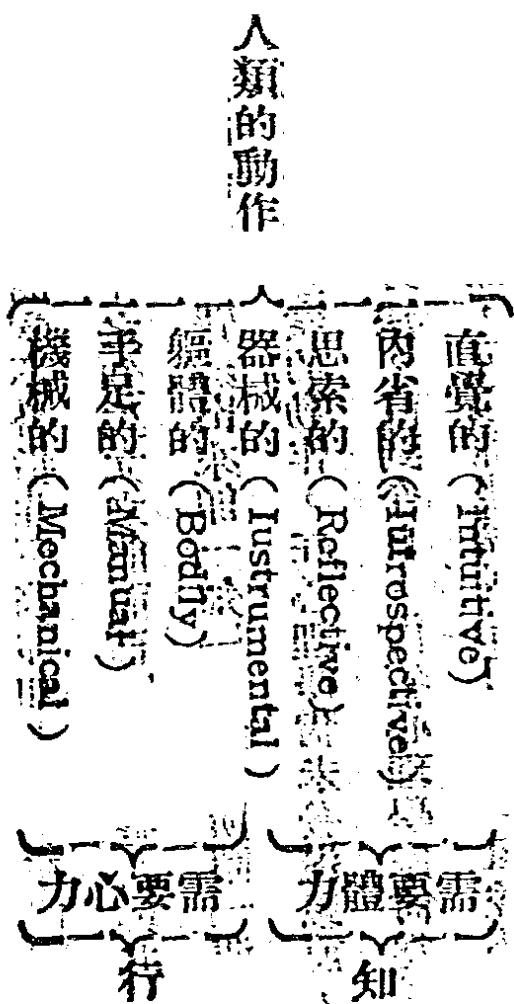 人類的動作
直覺的(Intuitive)
內省的(Introspective)
思索的(Reflective)
器械的(Iustrumental)
軀體的(Bodily)
手足的(Manual)
機械的(Mechanical)
需要體力
需要心力
知
行